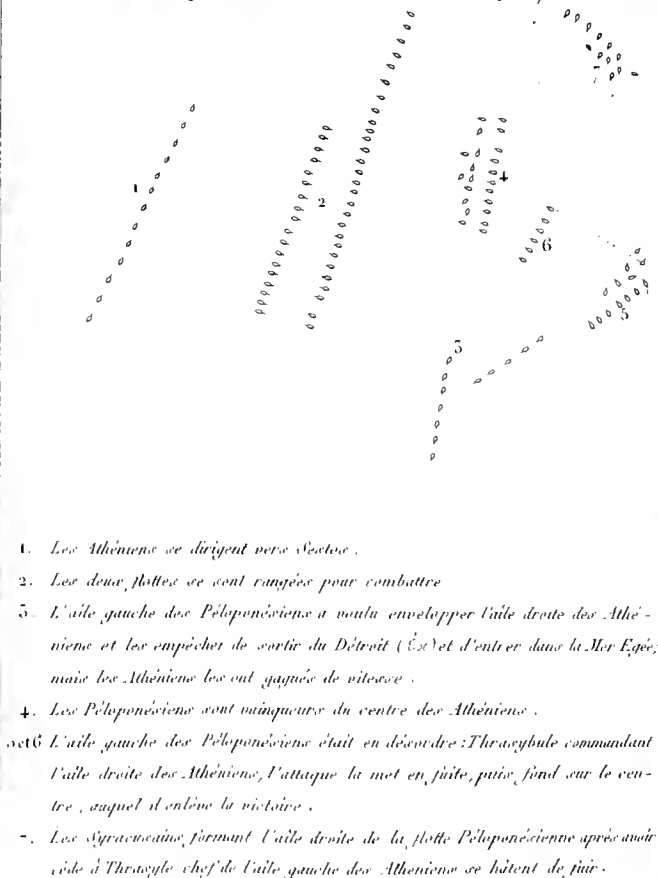 1
2
3
4
5
6
7
1. Les Athéniens se dirigent vers Sestos.
2. Les deux flottes se sont rangées pour combattre
3. L'aile gauche des Péloponésiens a voulu envelopper l'aile droite des Athé-
niens et les empêcher de sortir du Détroit et d'entrer dans la Mer Egée,
mais les Athéniens les ont gagnés de vitesse.
4. Les Péloponésiens sont vainqueurs du centre des Athéniens.
5 et 6 L'aile gauche des Péloponésiens était en désordre: Thrasybule commandant
l'aile droite des Athéniens, l'attaque la met en fuite, puis fond sur le cen-
tre, auquel il enlève la victoire.
7. Les Syracusains, formant l'aile droite de la flotte Péloponésienne après avoir
cédé à Thrasyle chef de l'aile gauche des Atheniens se hâtent de fuir.